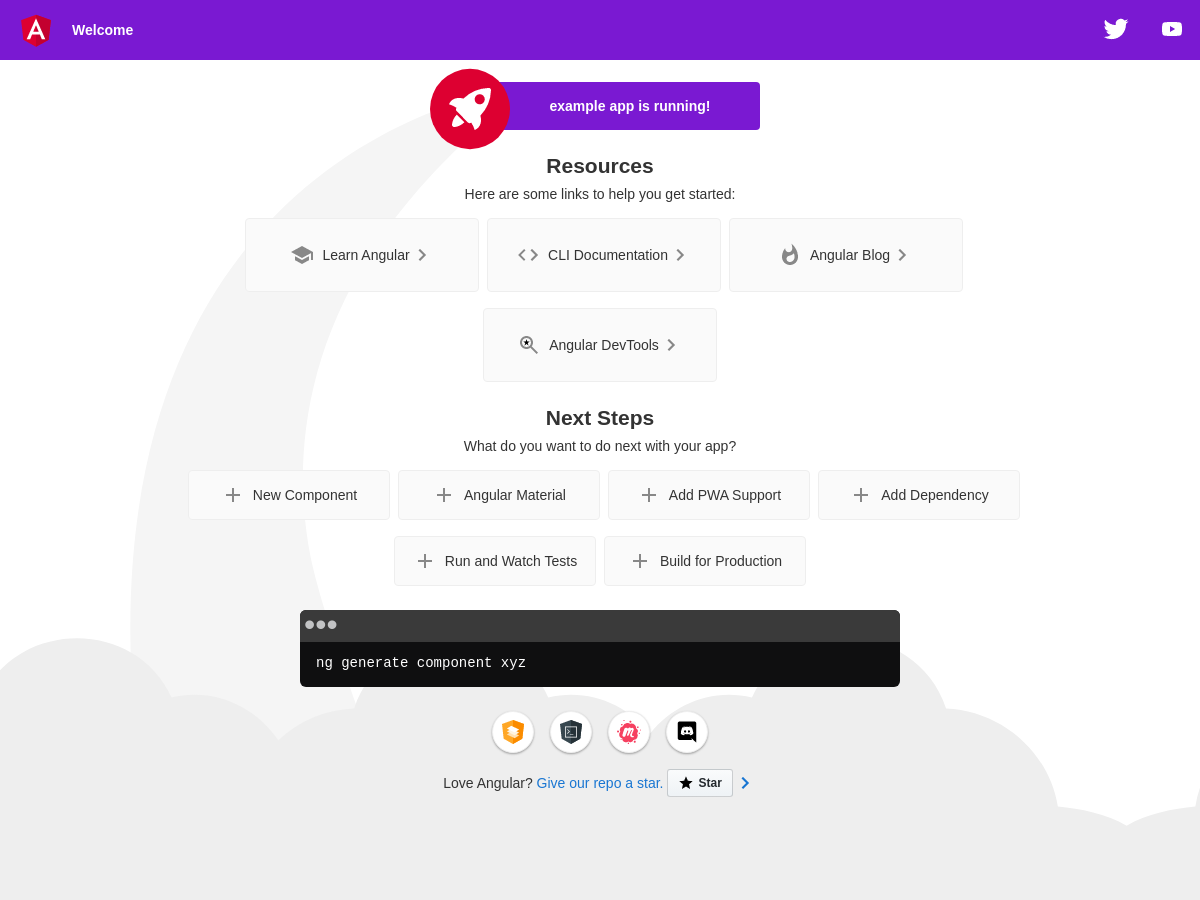 Welcome
example app is running!
Resources
Here are some links to help you get started:
Learn Angular
CLI Documentation
Angular Blog
Angular DevTools
Next Steps
What do you want to do next with your app?
New Component
Angular Material
Add PWA Support
Add Dependency
Run and Watch Tests
Build for Production
ng generate component xyz
Love Angular? Give our repo a star. Star